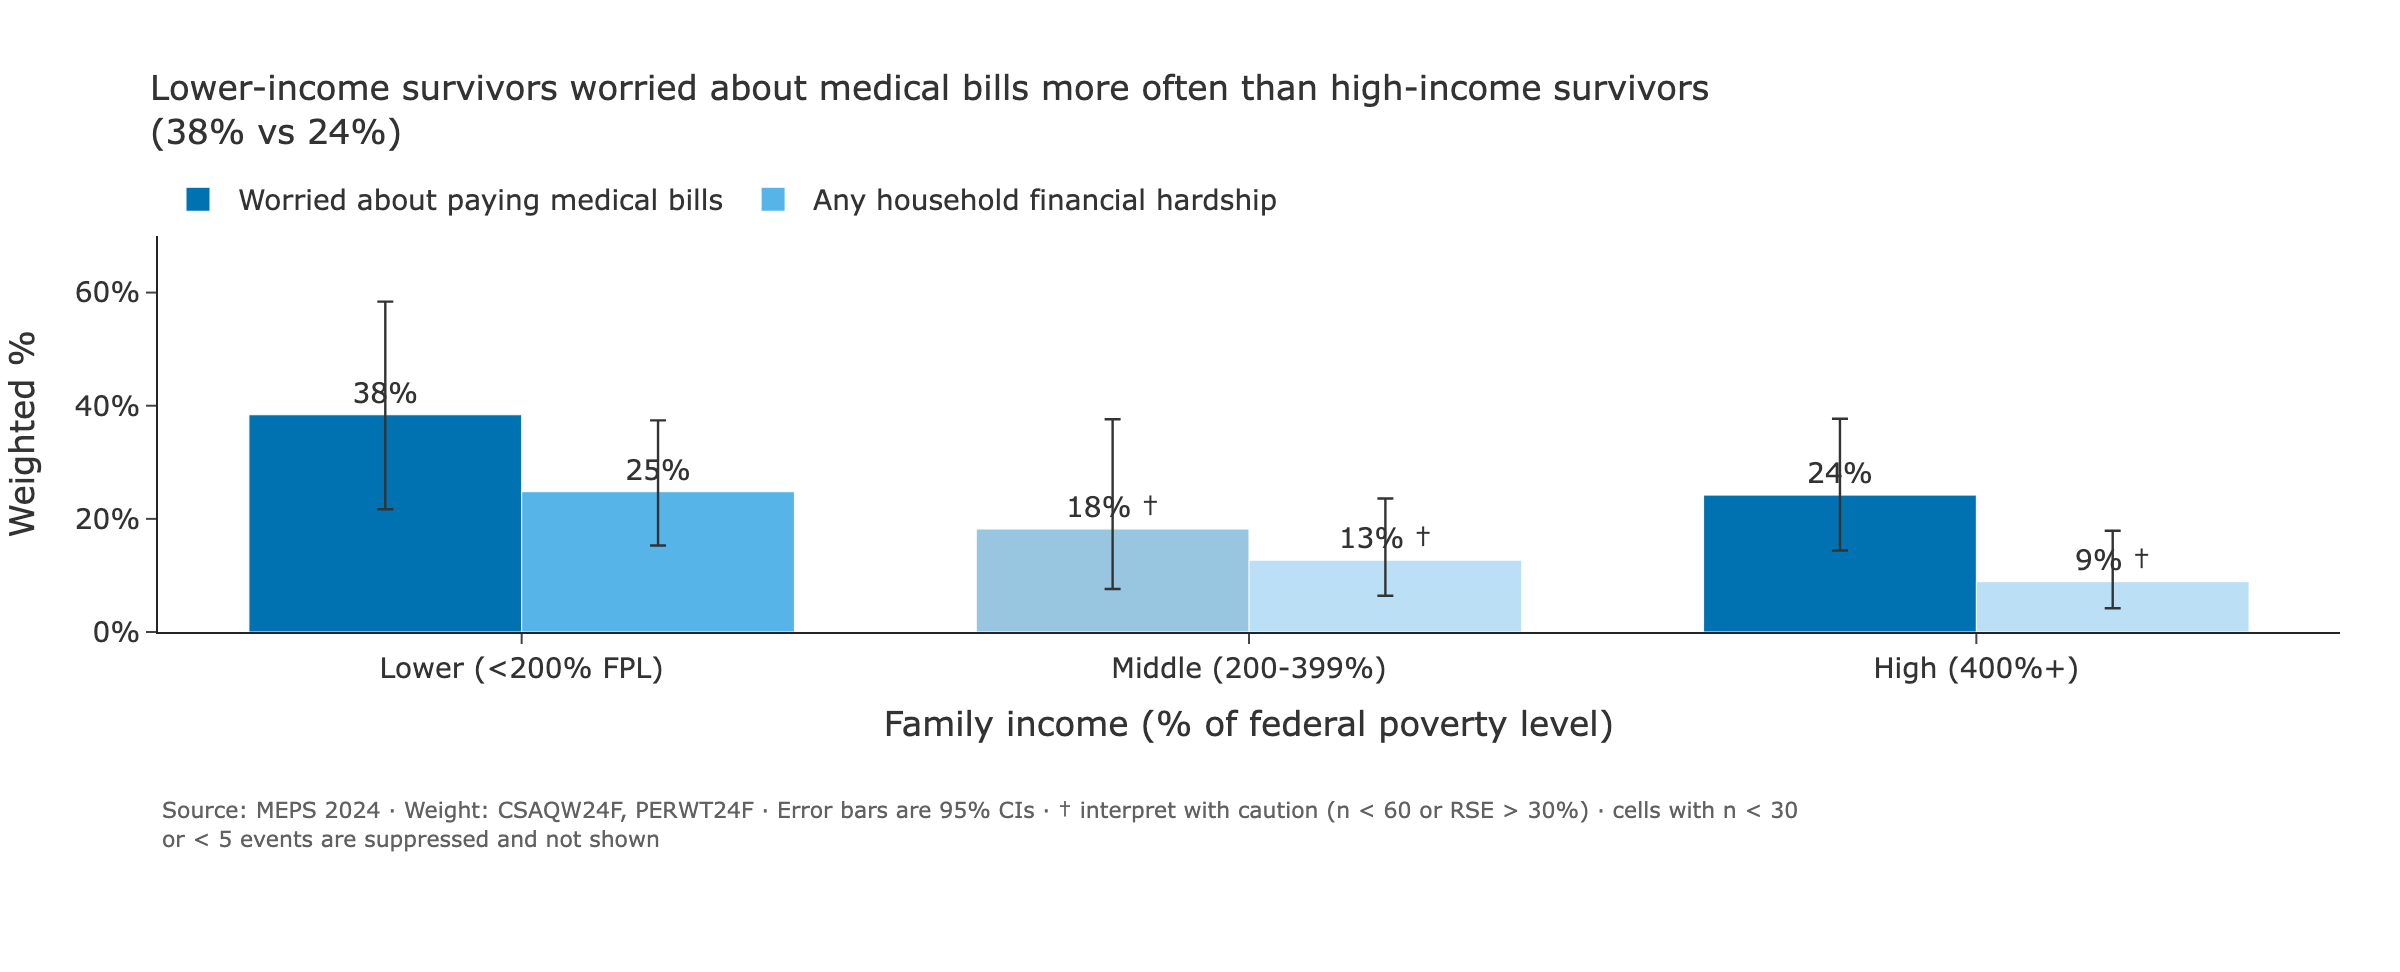 Lower-income survivors worried about medical bills more often than high-income survivors
(38% vs 24%)
Worried about paying medical bills
Any household financial hardship
Weighted %
60%
40%
20%
0%
38%
25%
18% †
13% †
24%
9% †
Lower (<200% FPL)
Middle (200-399%)
High (400%+)
Family income (% of federal poverty level)
Source: MEPS 2024 · Weight: CSAQW24F, PERWT24F · Error bars are 95% CIs · † interpret with caution (n < 60 or RSE > 30%) · cells with n < 30
or < 5 events are suppressed and not shown